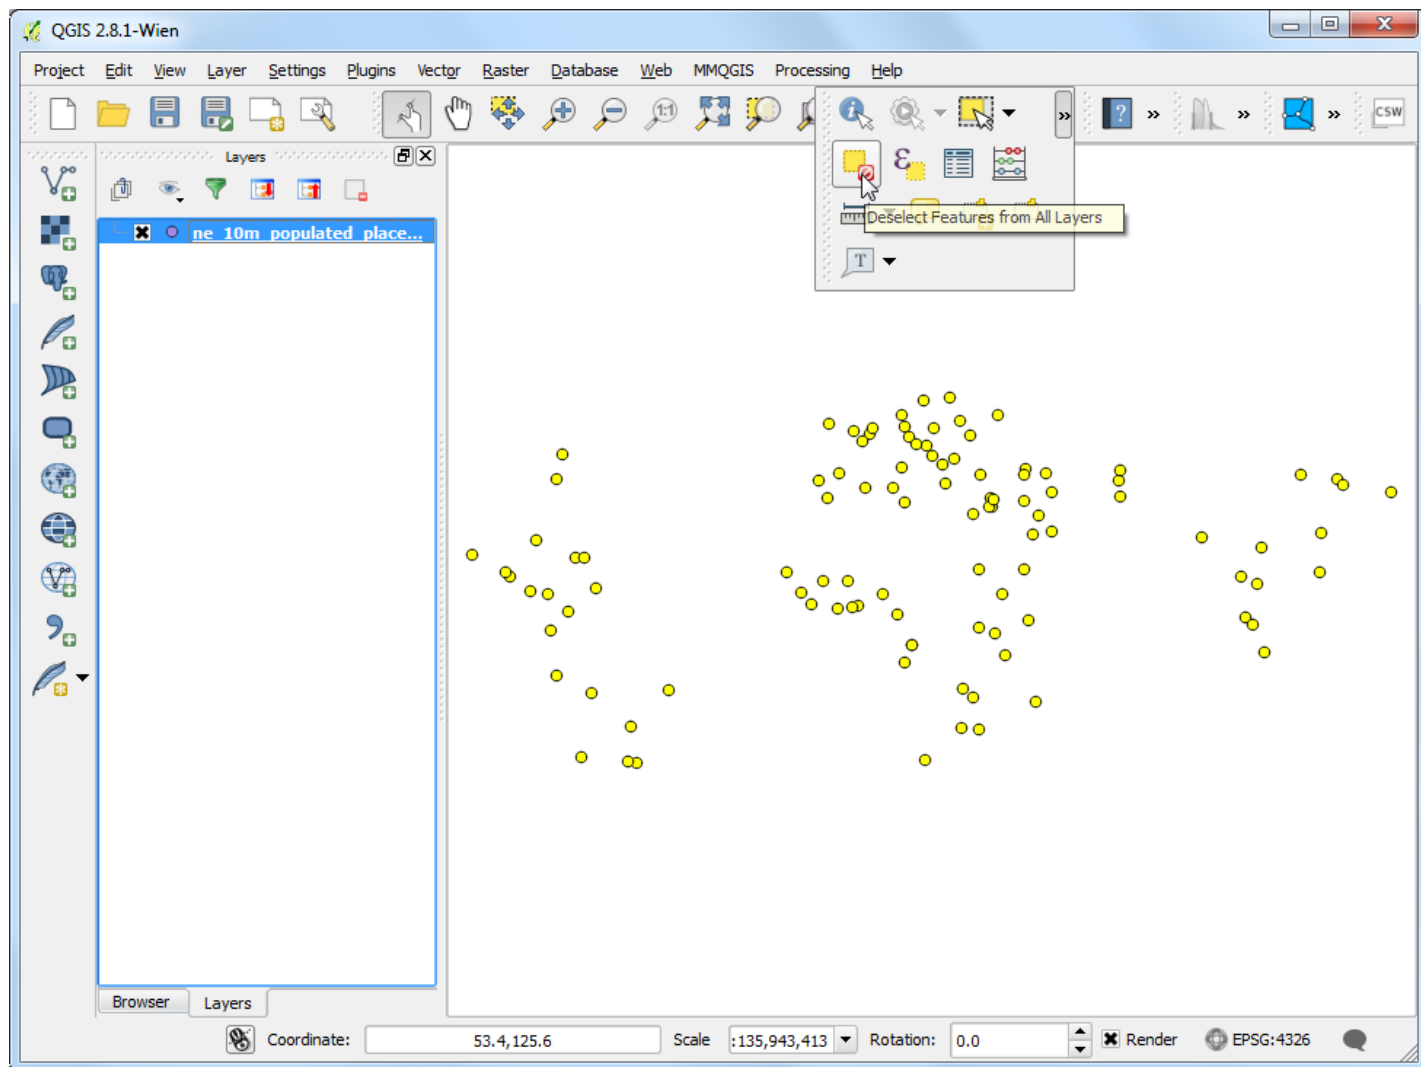 QGIS 2.8.1-Wien
Project Edit View Layer Settings Plugins Vector Raster Database Web MMQGIS Processing Help
1:1
CSW
Layers
Deselect Features from All Layers
ne_10m_populated_place...
T
Browser Layers
Coordinate: 53.4,125.6 Scale :135,943,413 Rotation: 0.0 Render EPSG:4326